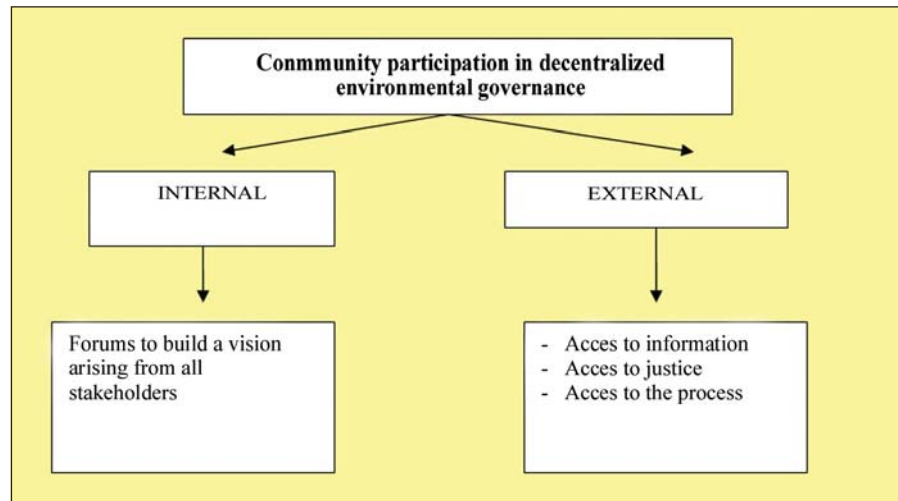 Conmmunity participation in decentralized
environmental governance
INTERNAL
EXTERNAL
Forums to build a vision
arising from all
stakeholders
- Acces to information
- Acces to justice
- Acces to the process